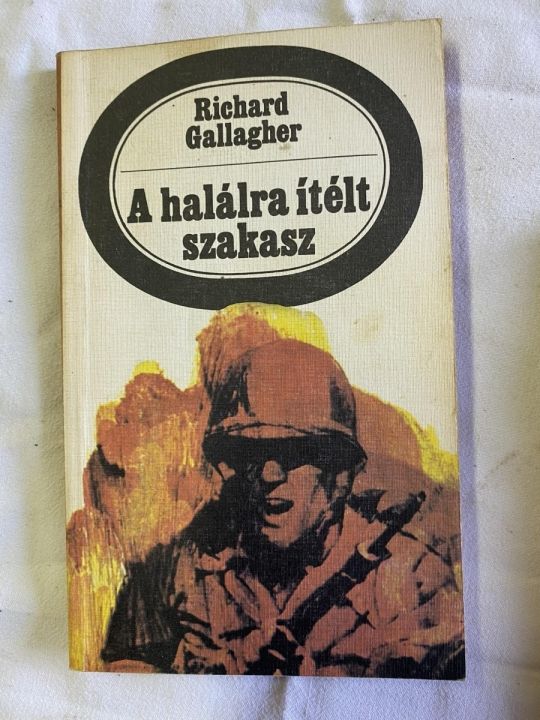 Richard
Gallagher
A halálra ítélt
szakasz